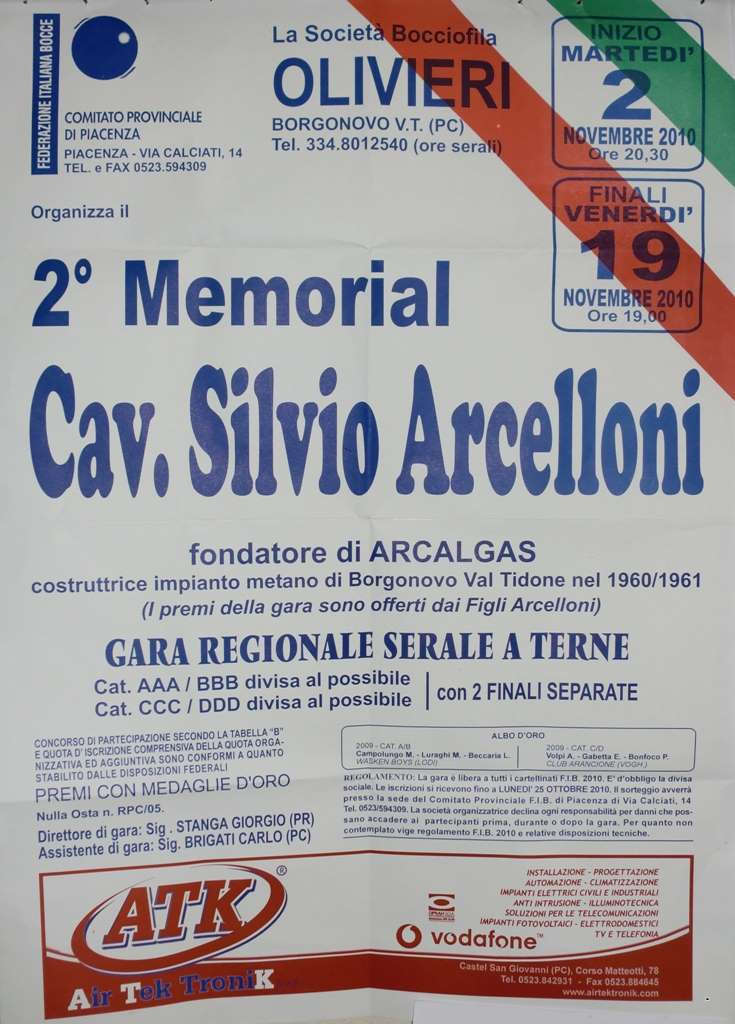 FEDERAZIONE ITALIANA BOCCE
COMITATO PROVINCIALE
DI PIACENZA
PIACENZA - VIA CALCIATI, 14
TEL. e FAX 0523.594309
La Società Bocciofila
OLIVIERI
BORGONOVO V.T. (PC)
Tel. 334.8012540 (ore serali)
INIZIO
MARTEDI'
2
NOVEMBRE 2010
Ore 20,30
FINALI
VENERDI'
19
NOVEMBRE 2010
Ore 19,00
Organizza il
2° Memorial
Cav. Silvio Arcelloni
fondatore di ARCALGAS
costruttrice impianto metano di Borgonovo Val Tidone nel 1960/1961
(I premi della gara sono offerti dai Figli Arcelloni)
GARA REGIONALE SERALE A TERNE
Cat. AAA / BBB divisa al possibile
Cat. CCC / DDD divisa al possibile
con 2 FINALI SEPARATE
CONCORSO DI PARTECIPAZIONE SECONDO LA TABELLA "B"
E QUOTA D'ISCRIZIONE COMPRENSIVA DELLA QUOTA ORGA-
NIZZATIVA ED AGGIUNTIVA SONO CONFORMI A QUANTO
STABILITO DALLE DISPOSIZIONI FEDERALI
PREMI CON MEDAGLIE D'ORO
Nulla Osta n. RPC/05.
Direttore di gara: Sig . STANGA GIORGIO (PR)
Assistente di gara: Sig. BRIGATI CARLO (PC)
ALBO D'ORO
2009 - CAT. A/B
Campolungo M. - Luraghi M. - Beccaria L.
WASKEN BOYS (LODI)
2009 - CAT. C/D
Volpi A. - Gabetta E. - Bonfoco P.
CLUB ARANCIONE (VOGH.)
REGOLAMENTO: La gara è libera a tutti i cartellinati F.I.B. 2010. E' d'obbligo la divisa
sociale. Le iscrizioni si ricevono fino a LUNEDI' 25 OTTOBRE 2010. Il sorteggio avverrà
presso la sede del Comitato Provinciale F.I.B. di Piacenza di Via Calciati, 14
Tel. 0523/594309. La società organizzatrice declina ogni responsabilità per danni che pos-
sano accadere ai partecipanti prima, durante o dopo la gara. Per quanto non
contemplato vige regolamento F.I.B. 2010 e relative disposizioni tecniche.
ATK®
Air Tek TroniK
vodafone™
INSTALLAZIONE - PROGETTAZIONE
AUTOMAZIONE - CLIMATIZZAZIONE
IMPIANTI ELETTRICI CIVILI E INDUSTRIALI
ANTI INTRUSIONE - ILLUMINOTECNICA
SOLUZIONI PER LE TELECOMUNICAZIONI
IMPIANTI FOTOVOLTAICI - ELETTRODOMESTICI
TV E TELEFONIA
Castel San Giovanni (PC), Corso Matteotti, 78
Tel. 0523.842931 - Fax 0523.884645
www.airtektronik.com